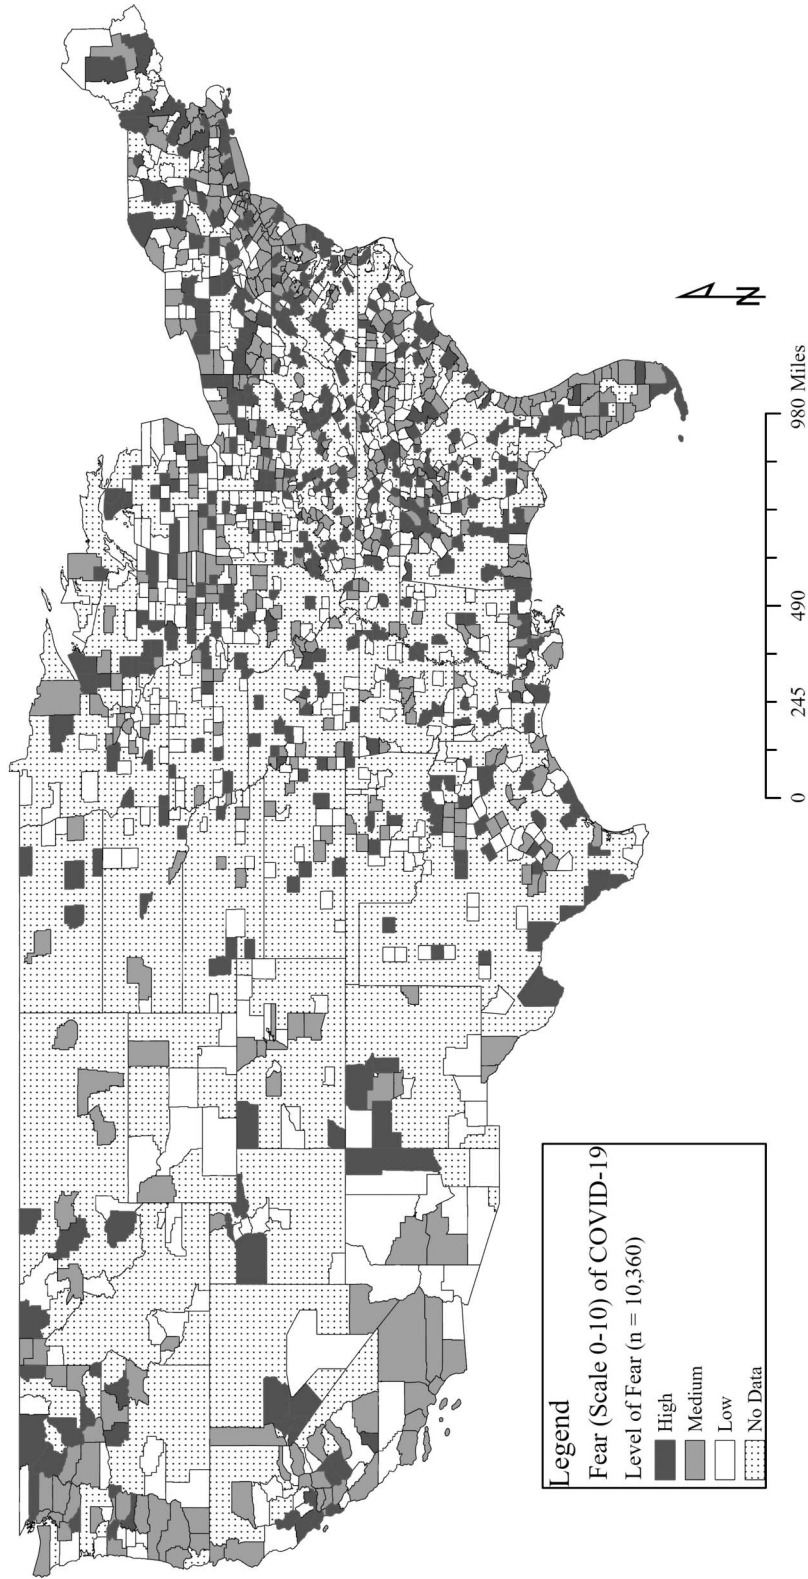 Legend
Fear (Scale 0-10) of COVID-19
Level of Fear (n = 10,360)
High
Medium
Low
No Data
0 245 490 980 Miles
N